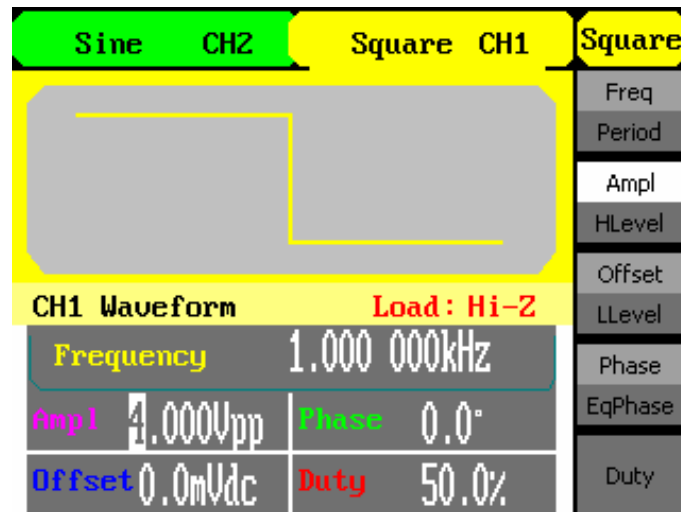 Sine CH2 Square CH1 Square
Freq
Period
Ampl
HLevel
Offset
LLevel
Phase
EqPhase
Duty
CH1 Waveform Load: Hi-Z
Frequency 1.000 000kHz
Ampl 4.000Vpp Phase 0.0°
Offset 0.0mVdc Duty 50.0%